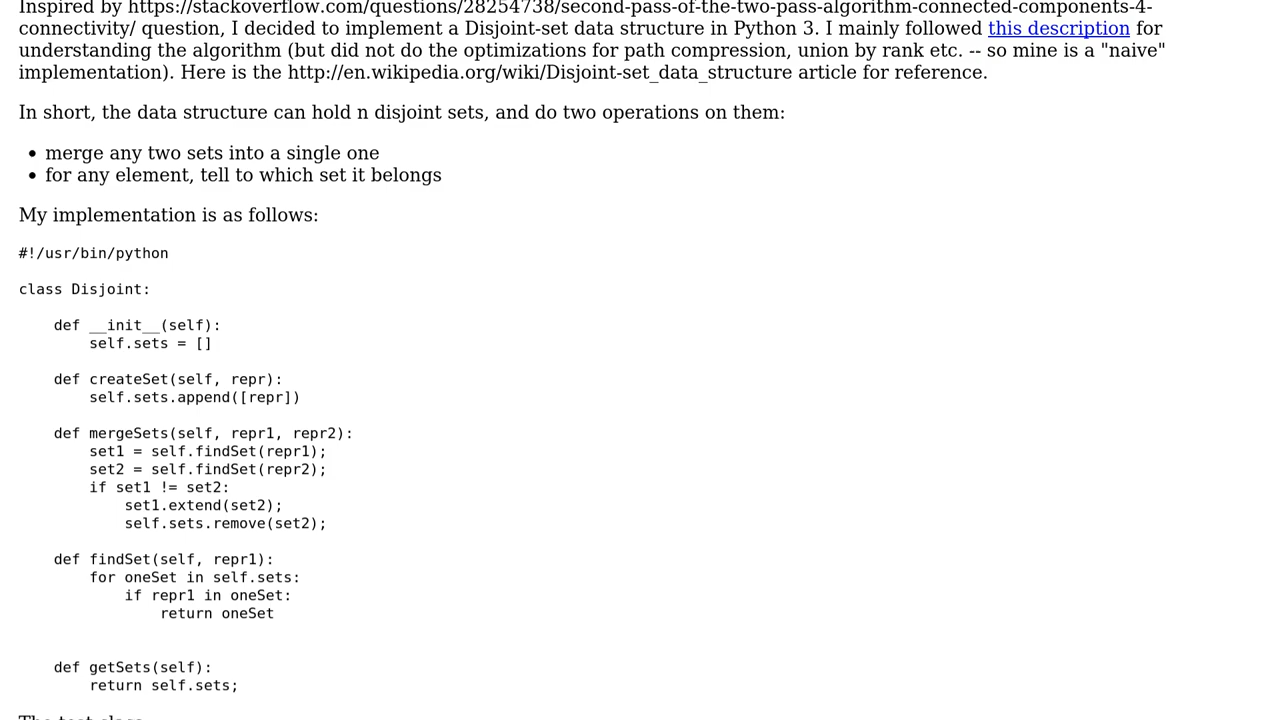 Inspired by https://stackoverflow.com/questions/28254738/second-pass-of-the-two-pass-algorithm-connected-components-4-
connectivity/ question, I decided to implement a Disjoint-set data structure in Python 3. I mainly followed this description for
understanding the algorithm (but did not do the optimizations for path compression, union by rank etc. -- so mine is a "naive"
implementation). Here is the http://en.wikipedia.org/wiki/Disjoint-set_data_structure article for reference.
In short, the data structure can hold n disjoint sets, and do two operations on them:
• merge any two sets into a single one
• for any element, tell to which set it belongs
My implementation is as follows:
#!/usr/bin/python
class Disjoint:
    def __init__(self):
        self.sets = []
    def createSet(self, repr):
        self.sets.append([repr])
    def mergeSets(self, repr1, repr2):
        set1 = self.findSet(repr1);
        set2 = self.findSet(repr2);
        if set1 != set2:
            set1.extend(set2);
            self.sets.remove(set2);
    def findSet(self, repr1):
        for oneSet in self.sets:
            if repr1 in oneSet:
                return oneSet
    def getSets(self):
        return self.sets;